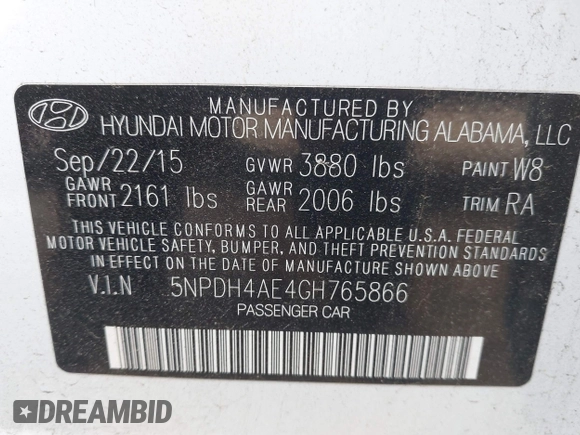 MANUFACTURED BY
HYUNDAI MOTOR MANUFACTURING ALABAMA, LLC
Sep/22/15 GVWR 3880 lbs PAINT W8
GAWR FRONT 2161 lbs GAWR REAR 2006 lbs TRIM RA
THIS VEHICLE CONFORMS TO ALL APPLICABLE U.S.A. FEDERAL
MOTOR VEHICLE SAFETY, BUMPER, AND THEFT PREVENTION STANDARDS
IN EFFECT ON THE DATE OF MANUFACTURE SHOWN ABOVE.
V.I.N 5NPDH4AE4GH765866
PASSENGER CAR
DREAMBID